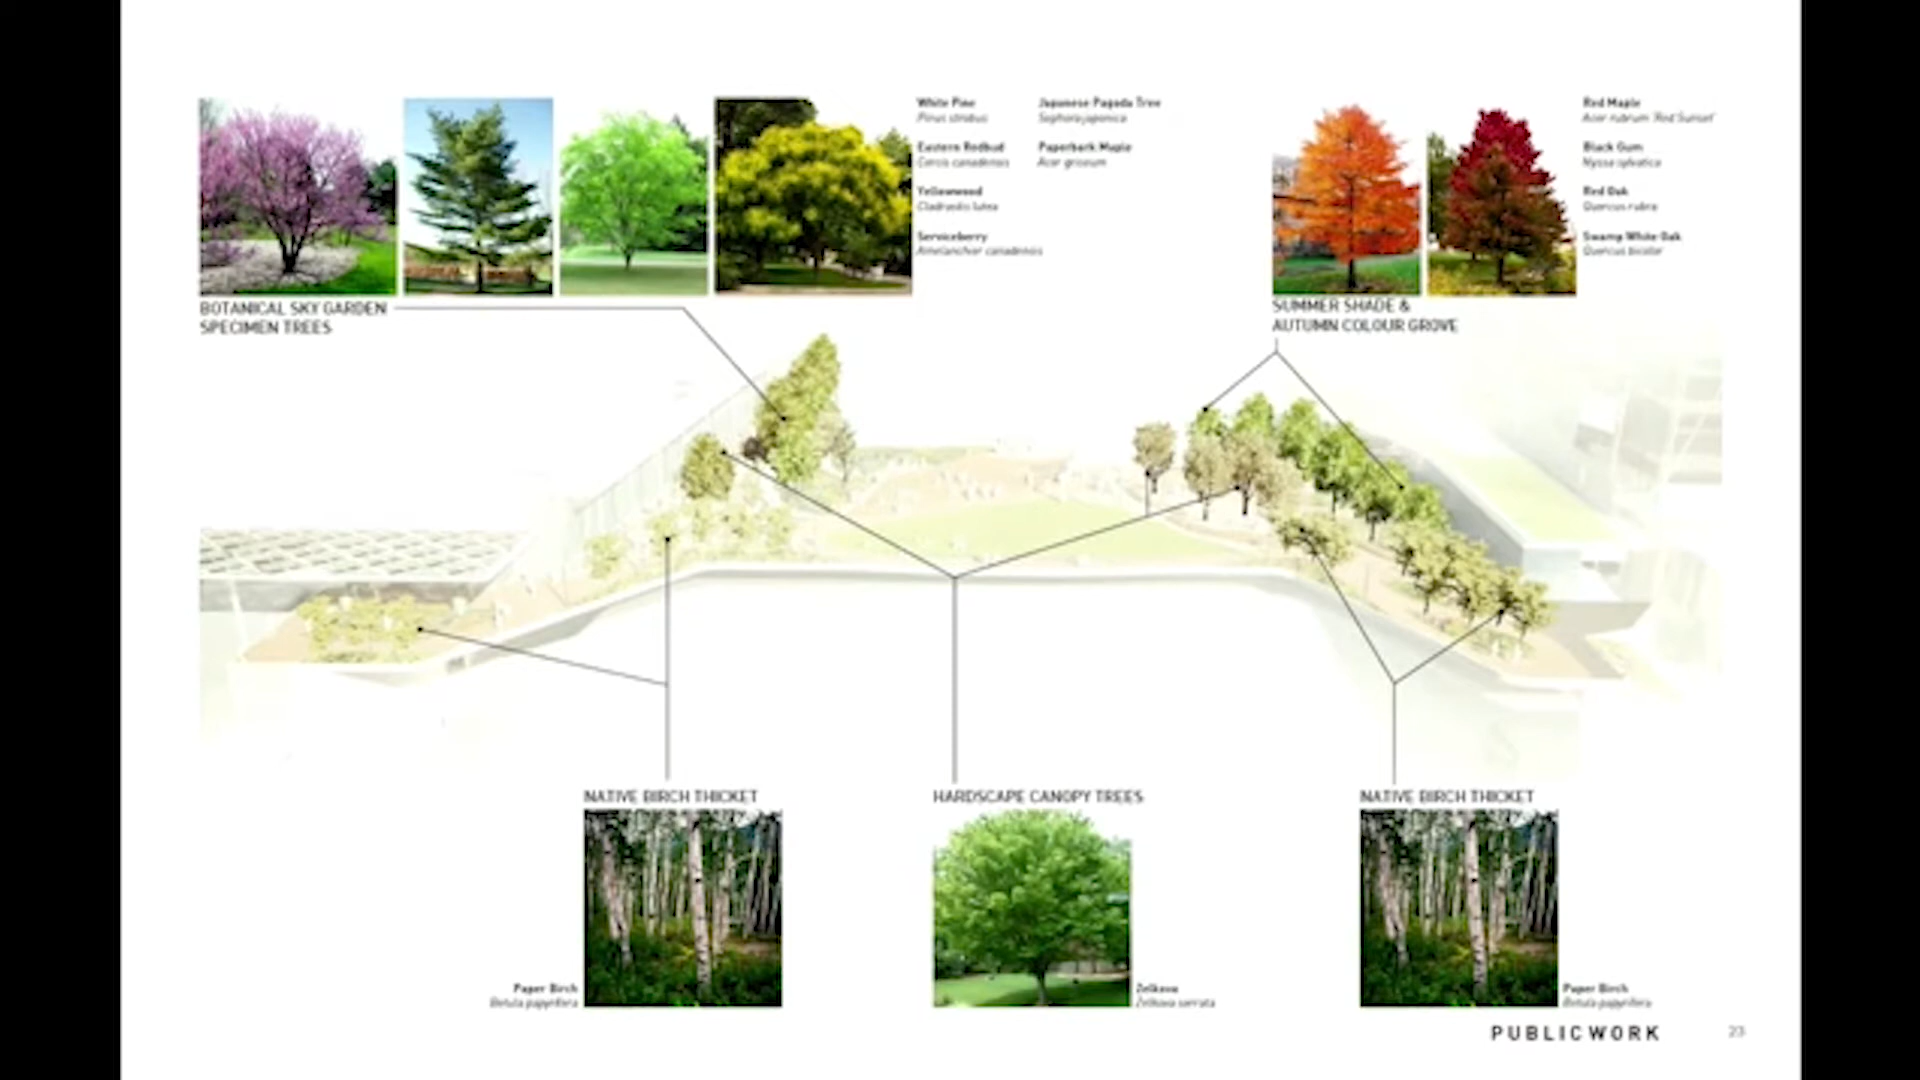 White Pine
Pinus strobus
Eastern Redbud
Cercis canadensis
Yellowwood
Cladrastis lutea
Serviceberry
Amelanchier canadensis
Japanese Pagoda Tree
Sophora japonica
Paperbark Maple
Acer griseum
BOTANICAL SKY GARDEN
SPECIMEN TREES
Red Maple
Acer rubrum 'Red Sunset'
Black Gum
Nyssa sylvatica
Red Oak
Quercus rubra
Swamp White Oak
Quercus bicolor
SUMMER SHADE &
AUTUMN COLOUR GROVE
NATIVE BIRCH THICKET
Paper Birch
Betula papyrifera
HARDSCAPE CANOPY TREES
Zelkova
Zelkova serrata
NATIVE BIRCH THICKET
Paper Birch
Betula papyrifera
PUBLIC WORK
23